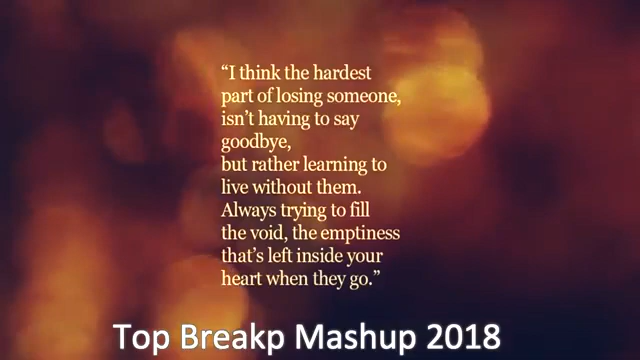 “I think the hardest
part of losing someone,
isn’t having to say
goodbye,
but rather learning to
live without them.
Always trying to fill
the void, the emptiness
that’s left inside your
heart when they go.”
Top Breakp Mashup 2018